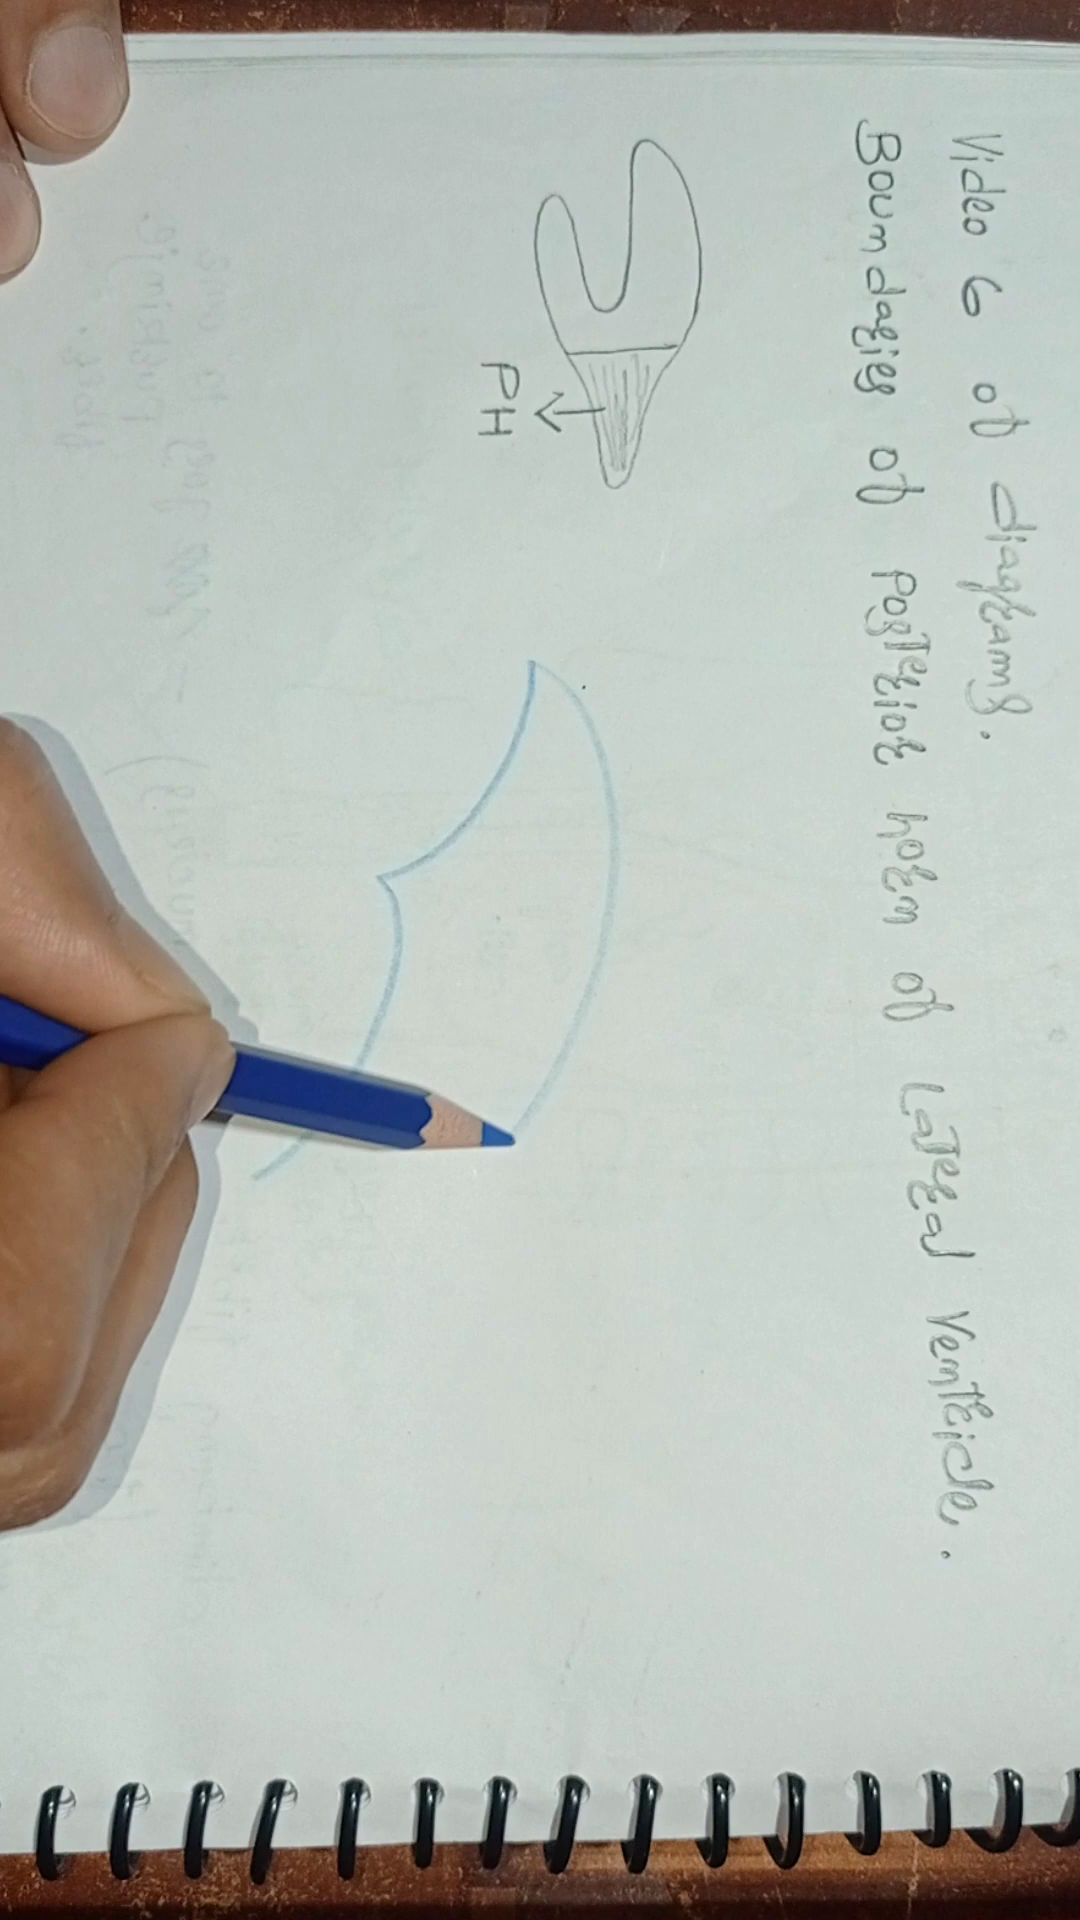 Video 6 of diagrams.
Boundaries of Posterior horn of Lateral Ventricle.
PH